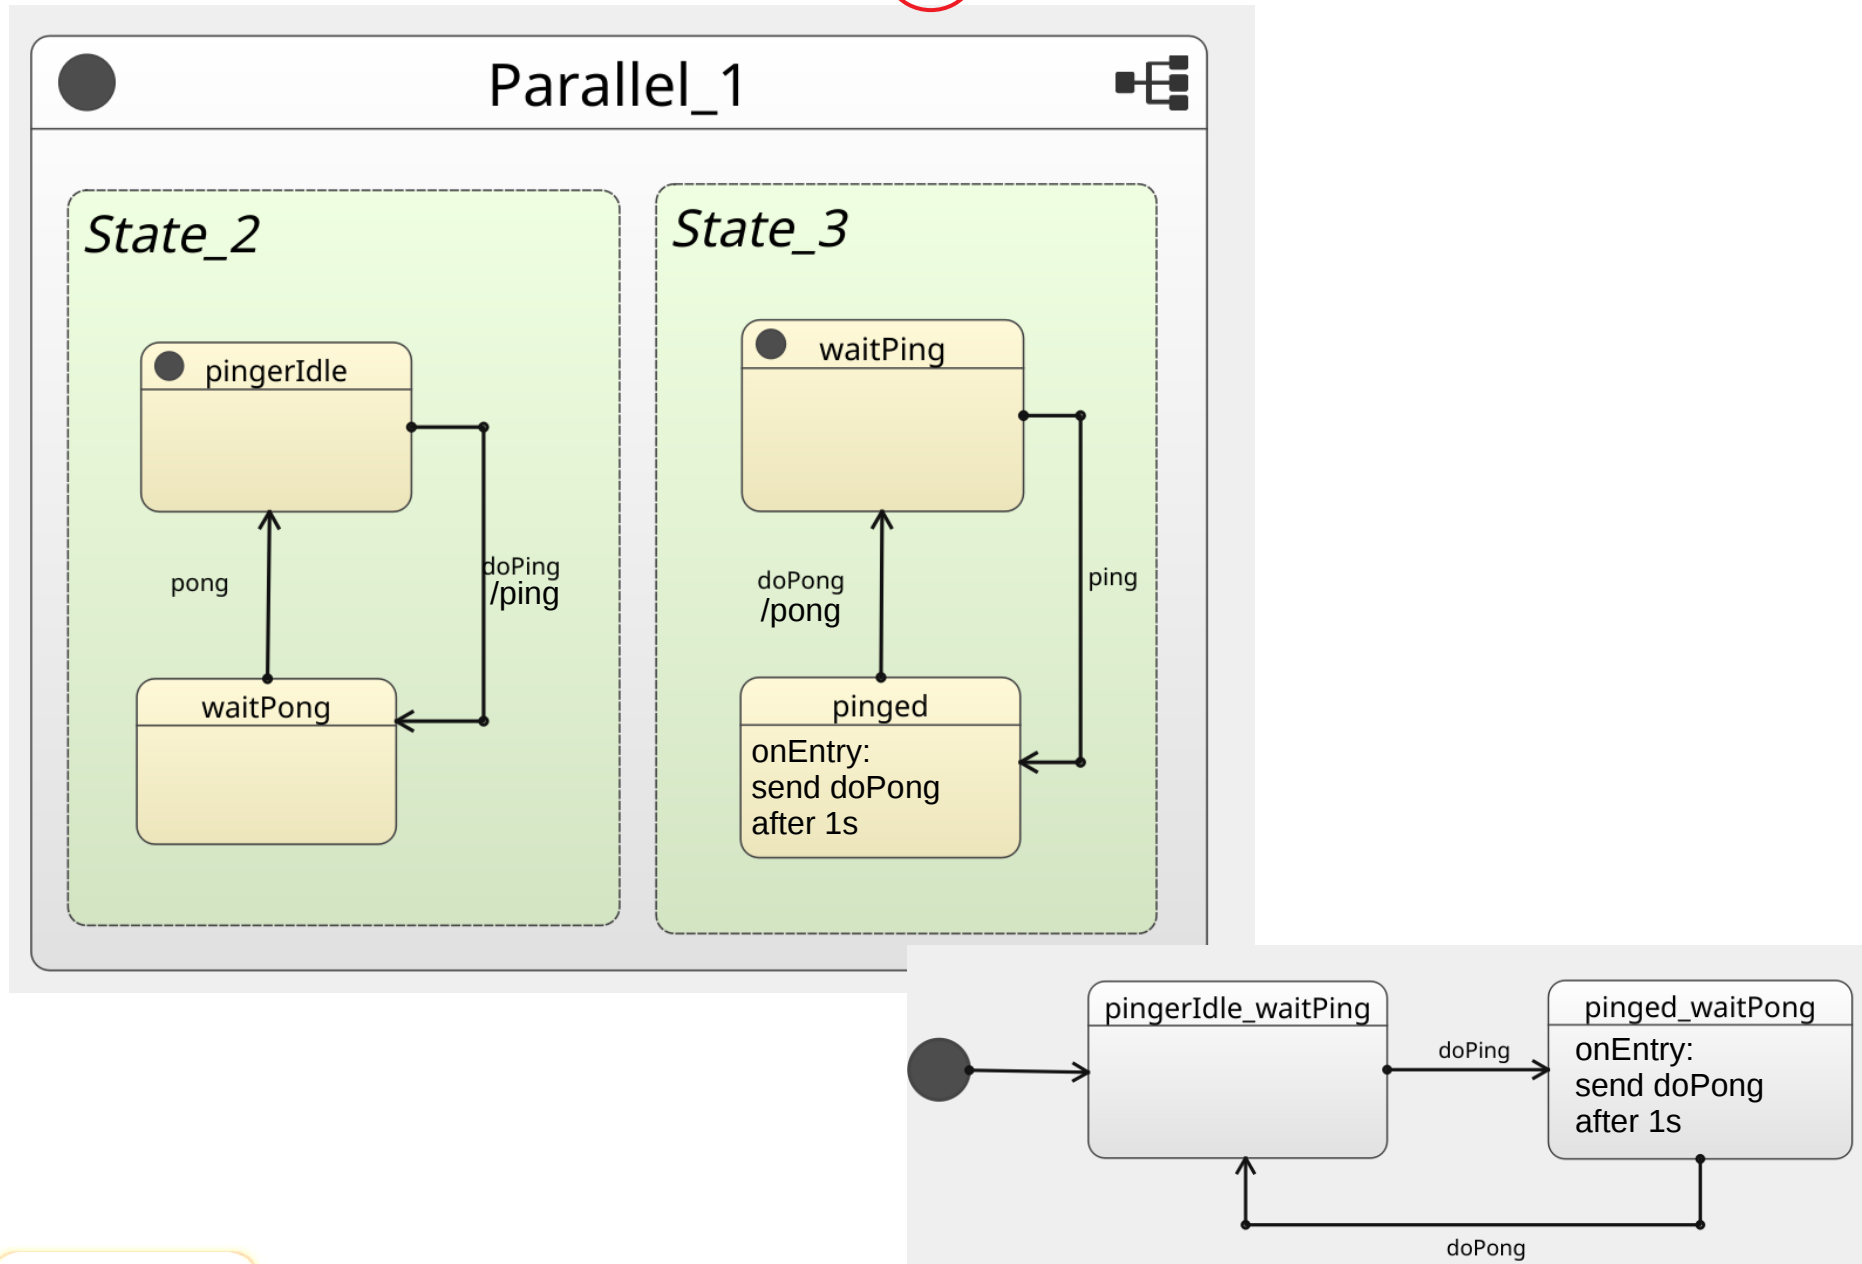 Parallel_1
State_2
State_3
pingerIdle
waitPing
pong
doPing
/ping
doPong
/pong
ping
waitPong
pinged
onEntry:
send doPong
after 1s
pingerIdle_waitPing
doPing
pinged_waitPong
onEntry:
send doPong
after 1s
doPong